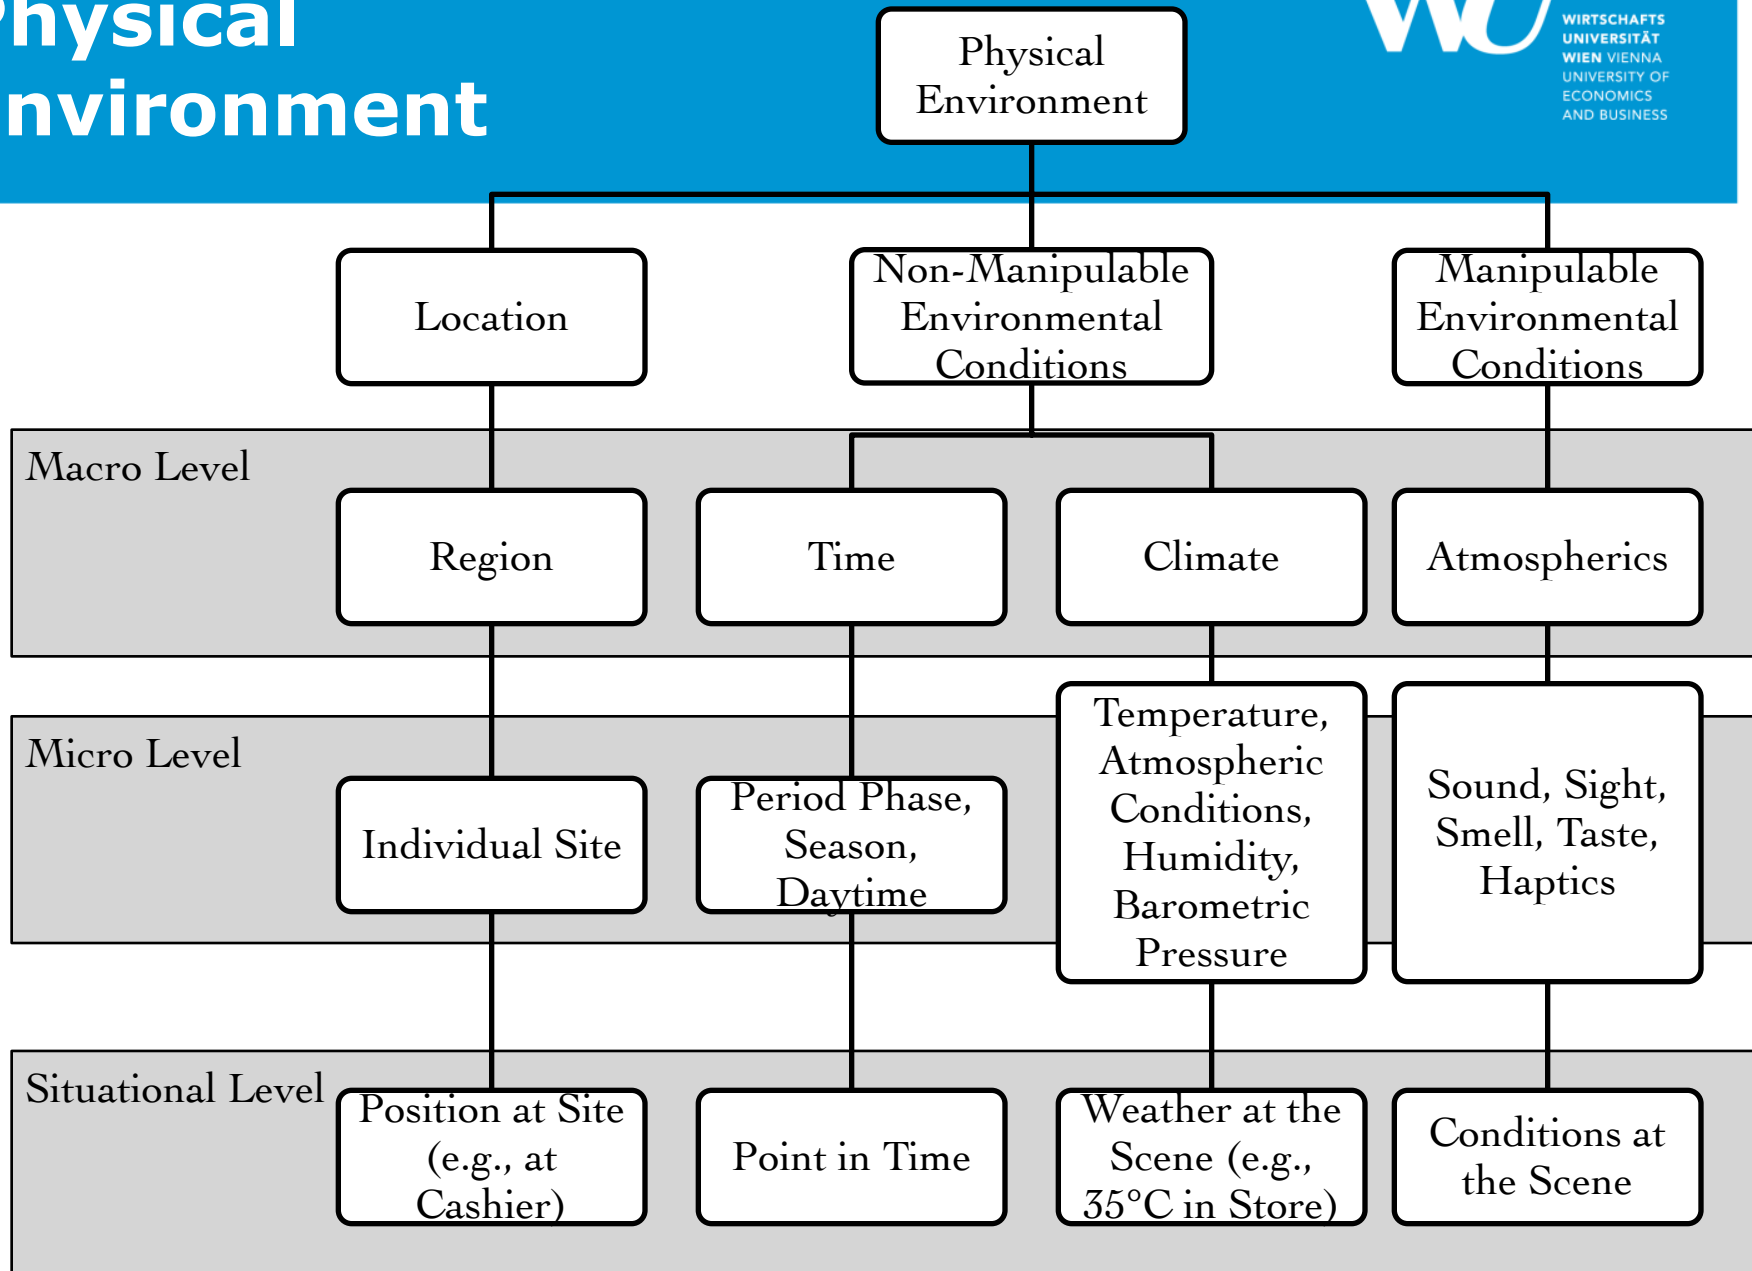 hysical
nvironment
WU
WIRTSCHAFTS
UNIVERSITÄT
WIEN VIENNA
UNIVERSITY OF
ECONOMICS
AND BUSINESS
Physical
Environment
Location
Non-Manipulable
Environmental
Conditions
Manipulable
Environmental
Conditions
Macro Level
Region
Time
Climate
Atmospherics
Micro Level
Individual Site
Period Phase,
Season,
Daytime
Temperature,
Atmospheric
Conditions,
Humidity,
Barometric
Pressure
Sound, Sight,
Smell, Taste,
Haptics
Situational Level
Position at Site
(e.g., at
Cashier)
Point in Time
Weather at the
Scene (e.g.,
35°C in Store)
Conditions at
the Scene